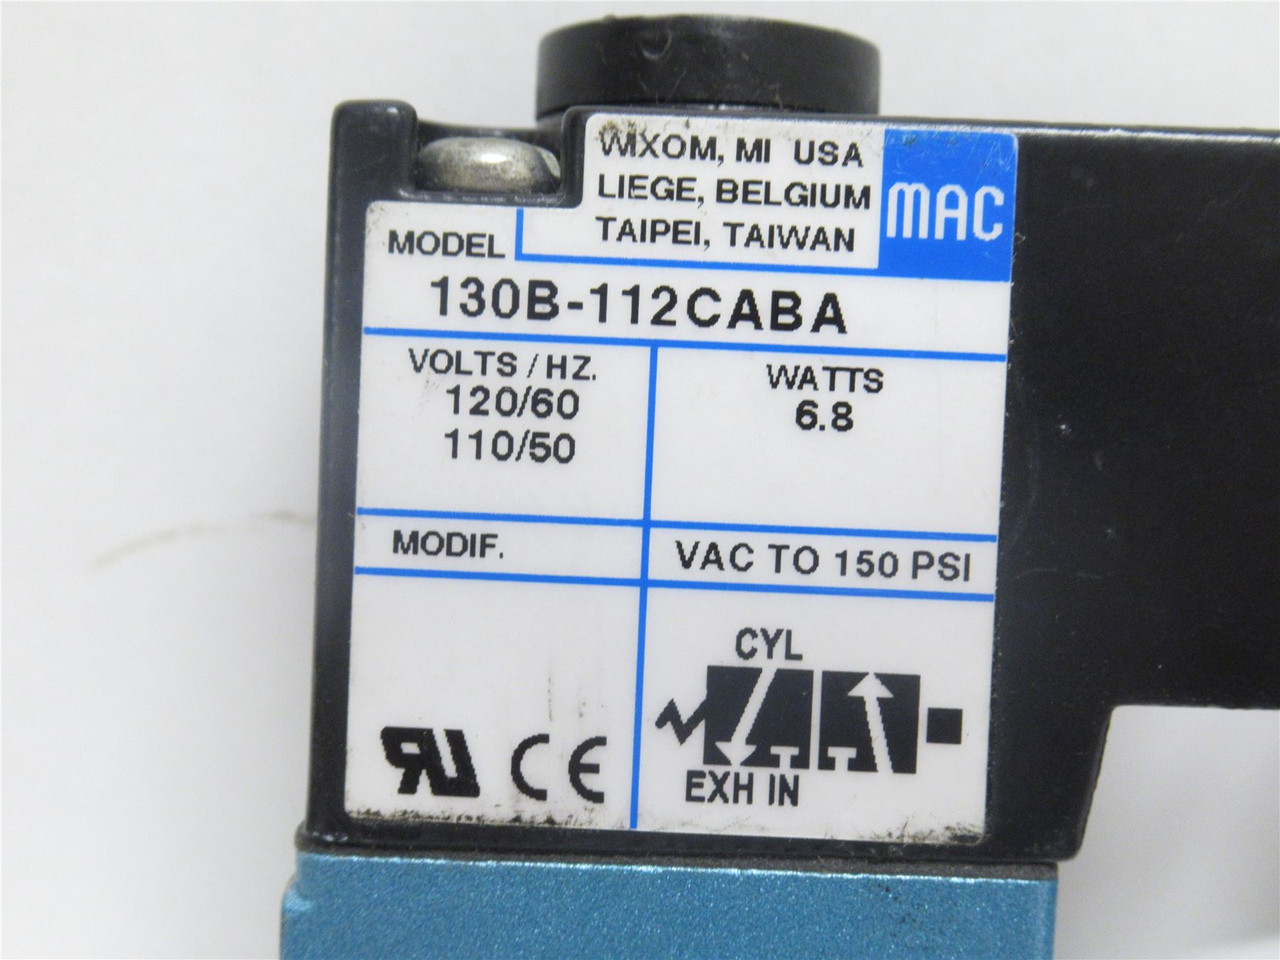 WIXOM, MI USA
LIEGE, BELGIUM
TAIPEI, TAIWAN
MAC
MODEL
130B-112CABA
VOLTS / HZ.
120/60
110/50
WATTS
6.8
MODIF.
VAC TO 150 PSI
CYL
EXH IN
RU CE